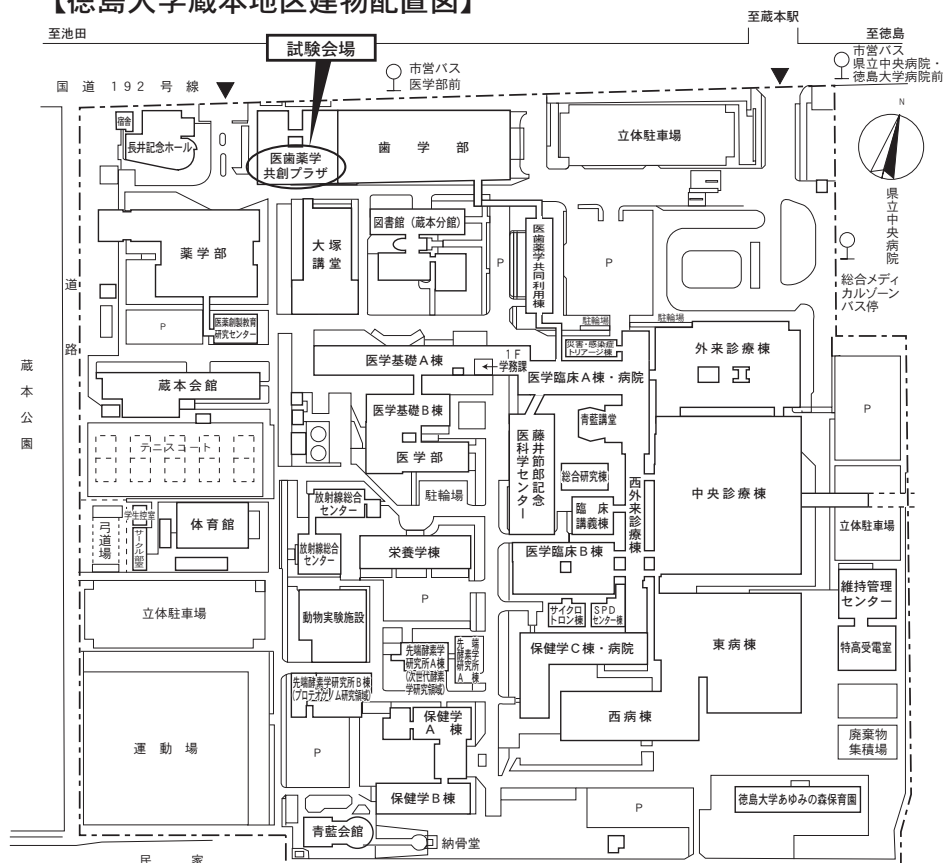 【徳島大学蔵本地区建物配置図】
至蔵本駅
至池田
至徳島
試験会場
市営バス
医学部前
市営バス
県立中央病院・
徳島大学病院前
国道192号線
宿舎
長井記念ホール
医歯薬学
共創プラザ
歯学部
立体駐車場
N
県立中央病院
薬学部
大塚
講堂
図書館（蔵本分館）
P
医歯薬学共同利用棟
P
総合メディ
カルゾーン
バス停
道路
P
医薬創製教育
研究センター
駐輪場
駐輪場
災害・感染症
トリアージ棟
外来診療棟
医学基礎A棟
1F
←学務課
医学臨床A棟・病院
蔵本公園
蔵本会館
医学基礎B棟
青藍講堂
P
テニスコート
医学部
藤井節郎記念
医科学センター
総合研究棟
西外来診療棟
中央診療棟
放射線総合
センター
駐輪場
臨床
講義棟
立体駐車場
弓道場
学生控室
サークル部室
体育館
放射線総合
センター
栄養学棟
医学臨床B棟
維持管理
センター
立体駐車場
動物実験施設
P
サイクロ
トロン棟
SPD
センター棟
先端酵素学
研究所A棟
(次世代酵素
学研究領域)
先端
酵素学
研究所
A棟
保健学C棟・病院
東病棟
特高受電室
先端酵素学研究所B棟
(プロテオゲノム研究領域)
西病棟
運動場
P
保健学
A棟
廃棄物
集積場
保健学B棟
P
徳島大学あゆみの森保育園
青藍会館
納骨堂
民家